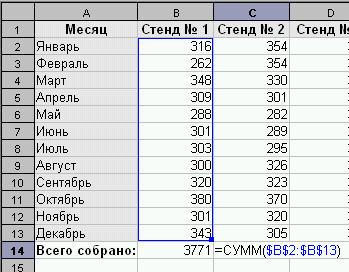 A B C D
1 Месяц Стенд № 1 Стенд № 2 Стенд №
2 Январь 316 354
3 Февраль 262 354
4 Март 348 330
5 Апрель 309 301
6 Май 288 282
7 Июнь 301 289
8 Июль 303 295
9 Август 300 326
10 Сентябрь 320 323
11 Октябрь 380 370
12 Ноябрь 301 320
13 Декабрь 343 305
14 Всего собрано: 3771 =СУММ($B$2:$B$13)
15